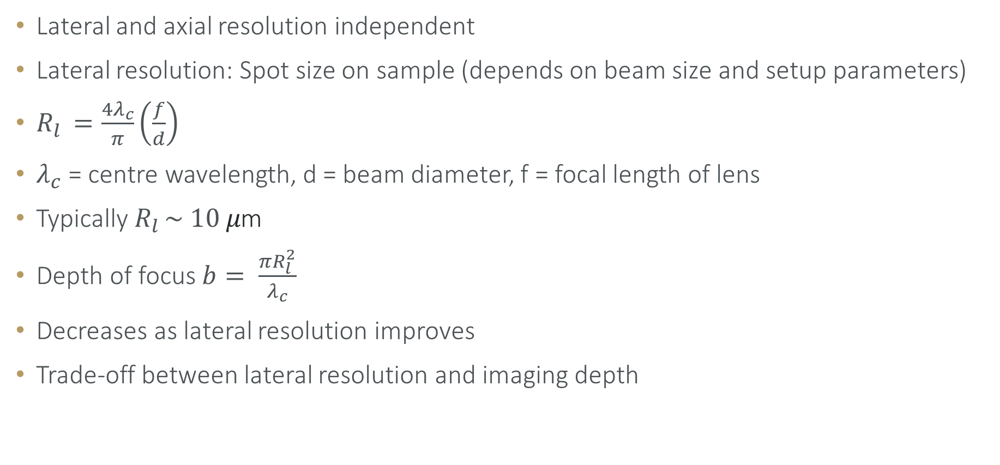 • Lateral and axial resolution independent
• Lateral resolution: Spot size on sample (depends on beam size and setup parameters)
• $R_l = \frac{4\lambda_c}{\pi}\left(\frac{f}{d}\right)$
• $\lambda_c$ = centre wavelength, d = beam diameter, f = focal length of lens
• Typically $R_l \sim 10$ $\mu$m
• Depth of focus $b = \frac{\pi R_l^2}{\lambda_c}$
• Decreases as lateral resolution improves
• Trade-off between lateral resolution and imaging depth